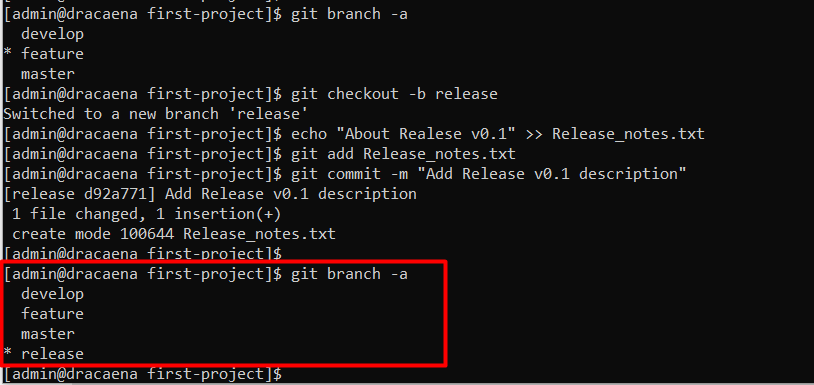 [admin@dracaena first-project]$ git branch -a
  develop
* feature
  master
[admin@dracaena first-project]$ git checkout -b release
Switched to a new branch 'release'
[admin@dracaena first-project]$ echo "About Realese v0.1" >> Release_notes.txt
[admin@dracaena first-project]$ git add Release_notes.txt
[admin@dracaena first-project]$ git commit -m "Add Release v0.1 description"
[release d92a771] Add Release v0.1 description
 1 file changed, 1 insertion(+)
 create mode 100644 Release_notes.txt
[admin@dracaena first-project]$
[admin@dracaena first-project]$ git branch -a
  develop
  feature
  master
* release
[admin@dracaena first-project]$